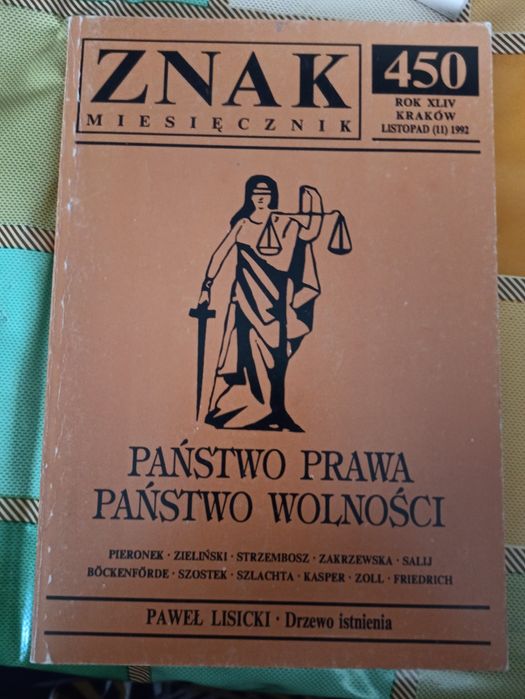 ZNAK
MIESIĘCZNIK
450
ROK XLIV
KRAKÓW
LISTOPAD (11) 1992
PAŃSTWO PRAWA
PAŃSTWO WOLNOŚCI
PIERONEK · ZIELIŃSKI · STRZEMBOSZ · ZAKRZEWSKA · SALIJ
BÖCKENFÖRDE · SZOSTEK · SZLACHTA · KASPER · ZOLL · FRIEDRICH
PAWEŁ LISICKI · Drzewo istnienia